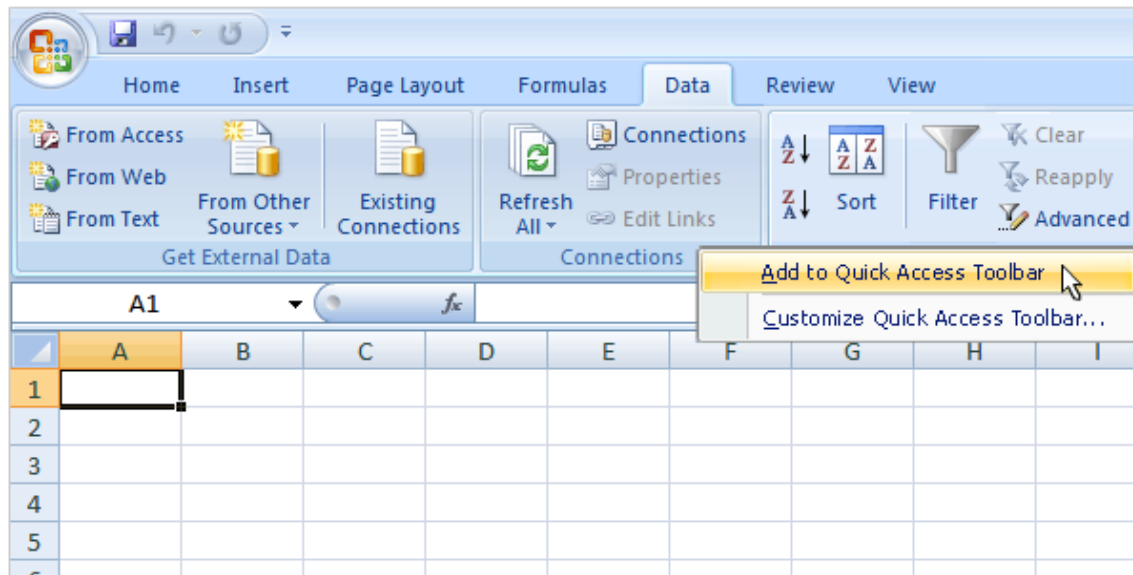 Home Insert Page Layout Formulas Data Review View
From Access
From Web
From Text
From Other
Sources
Existing
Connections
Get External Data
Refresh
All
Connections
Properties
Edit Links
Connections
A
Z
Z
A
A Z
Z A
Sort
Filter
Clear
Reapply
Advanced
Add to Quick Access Toolbar
Customize Quick Access Toolbar...
A1
fx
A B C D E F G H I
1
2
3
4
5